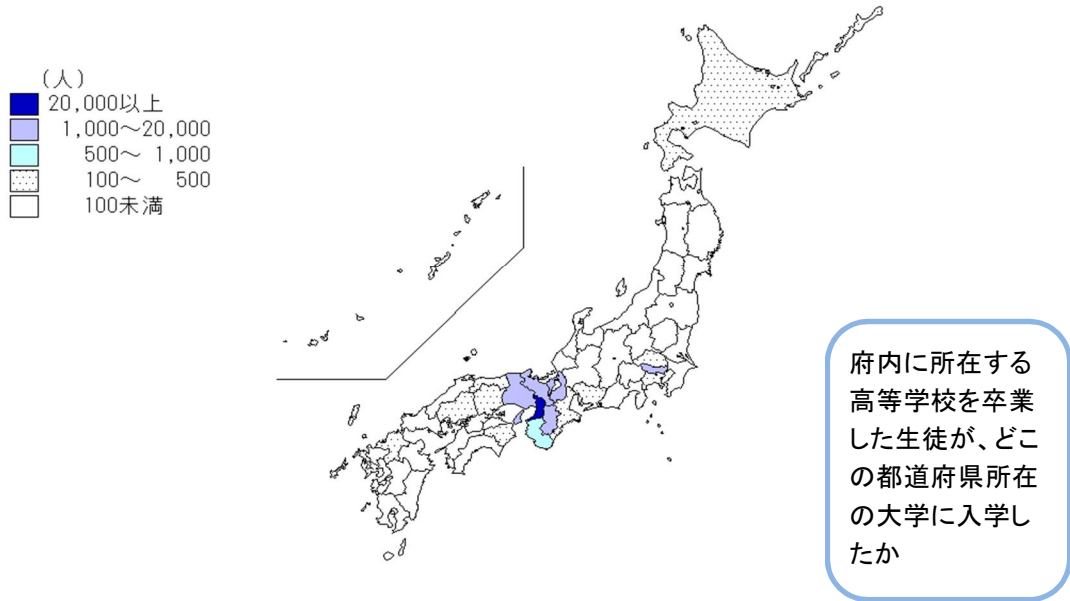 (人)
20,000以上
1,000～20,000
500～ 1,000
100～ 500
100未満
府内に所在する
高等学校を卒業
した生徒が、どこ
の都道府県所在
の大学に入学し
たか